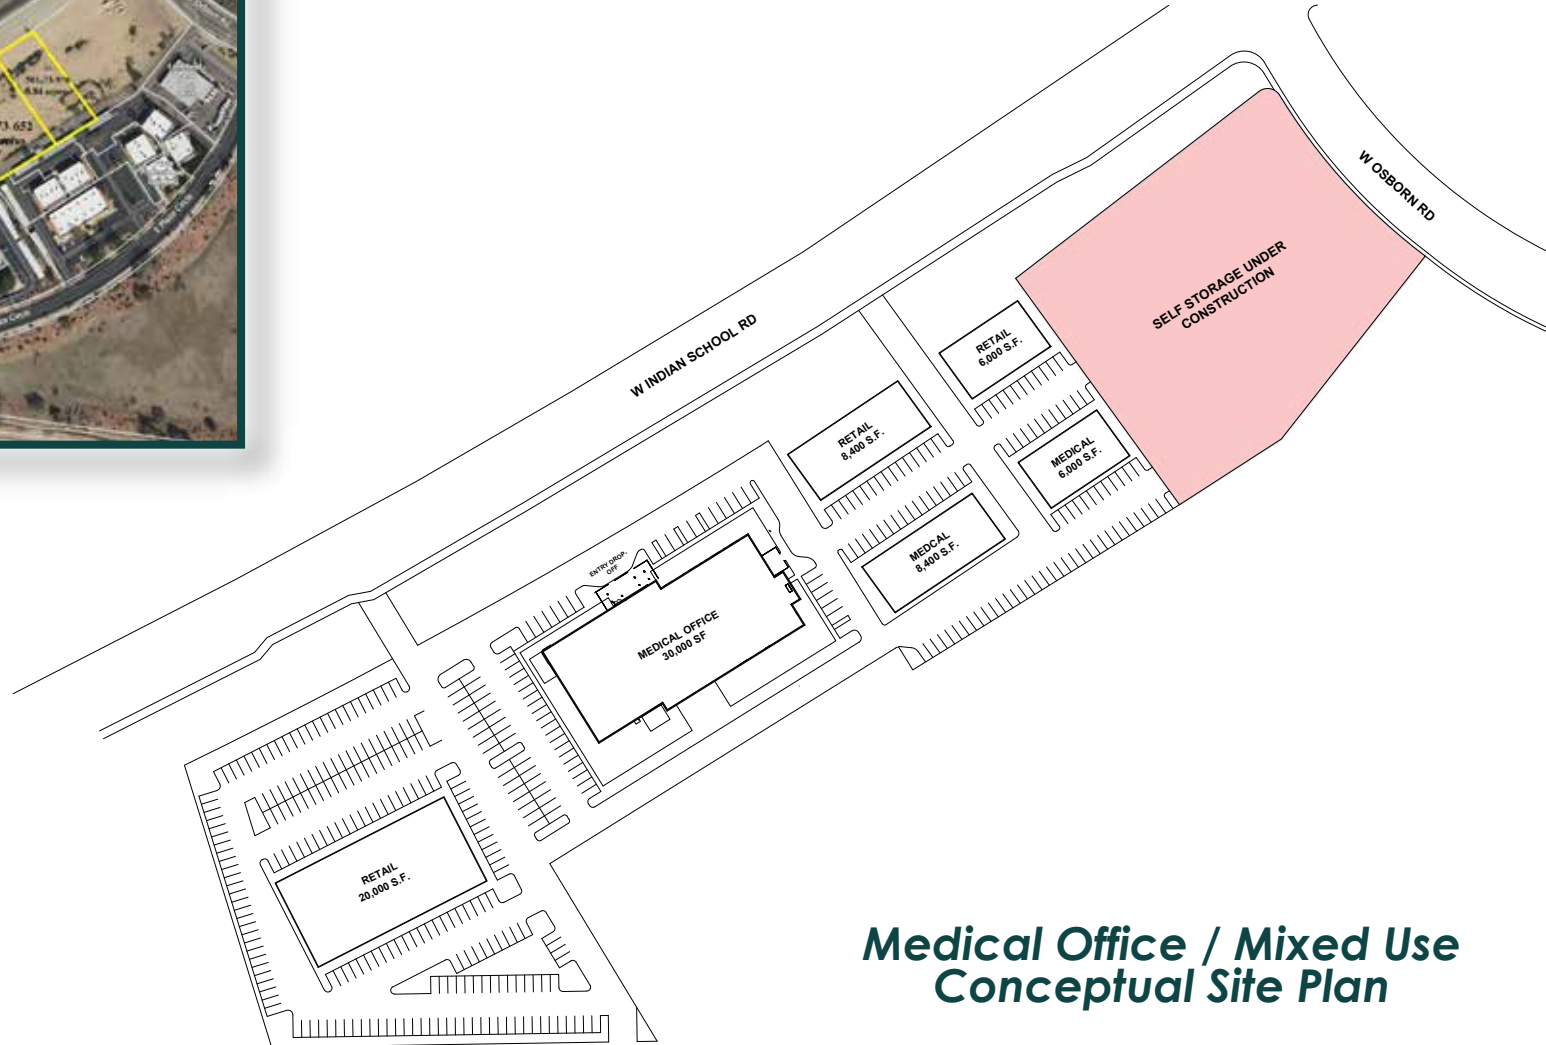 73-652
W OSBORN RD
SELF STORAGE UNDER
CONSTRUCTION
W INDIAN SCHOOL RD
RETAIL
6,000 S.F.
RETAIL
8,400 S.F.
MEDICAL
6,000 S.F.
MEDCAL
8,400 S.F.
ENTRY DROP-
OFF
MEDICAL OFFICE
30,000 SF
RETAIL
20,000 S.F.
Medical Office / Mixed Use
Conceptual Site Plan